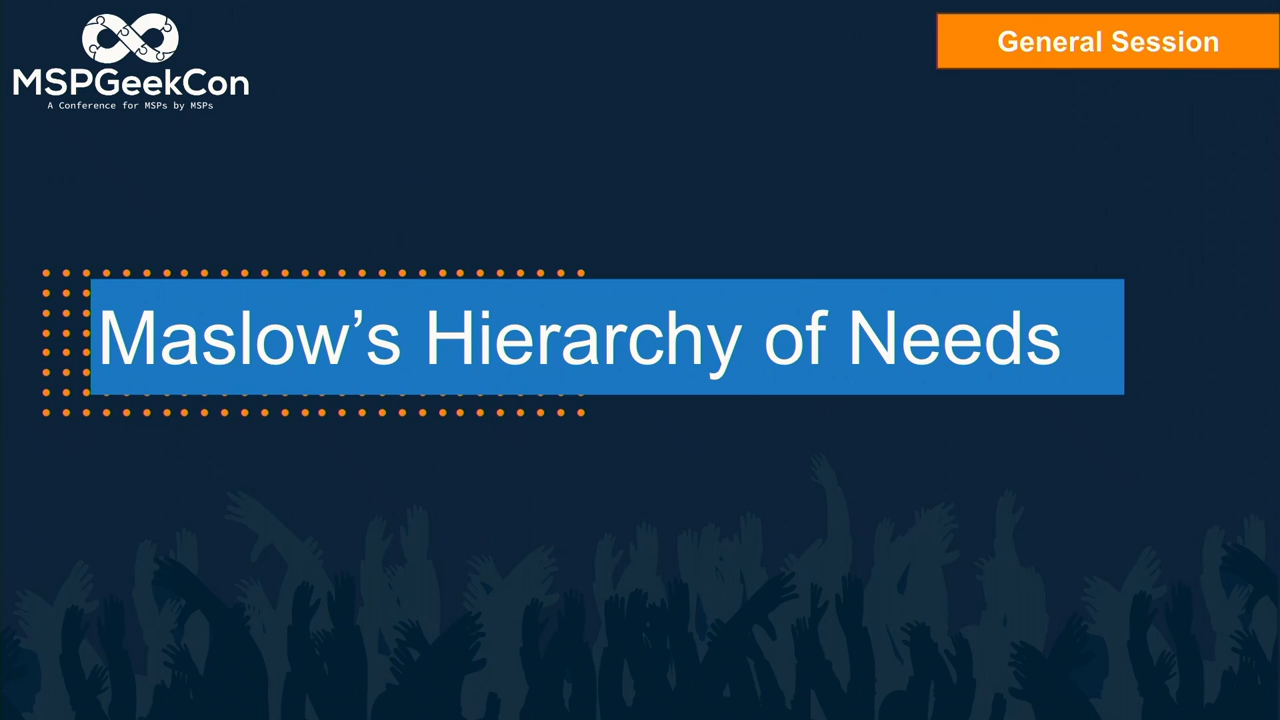 MSPGeekCon
A Conference for MSPs by MSPs
General Session
Maslow’s Hierarchy of Needs